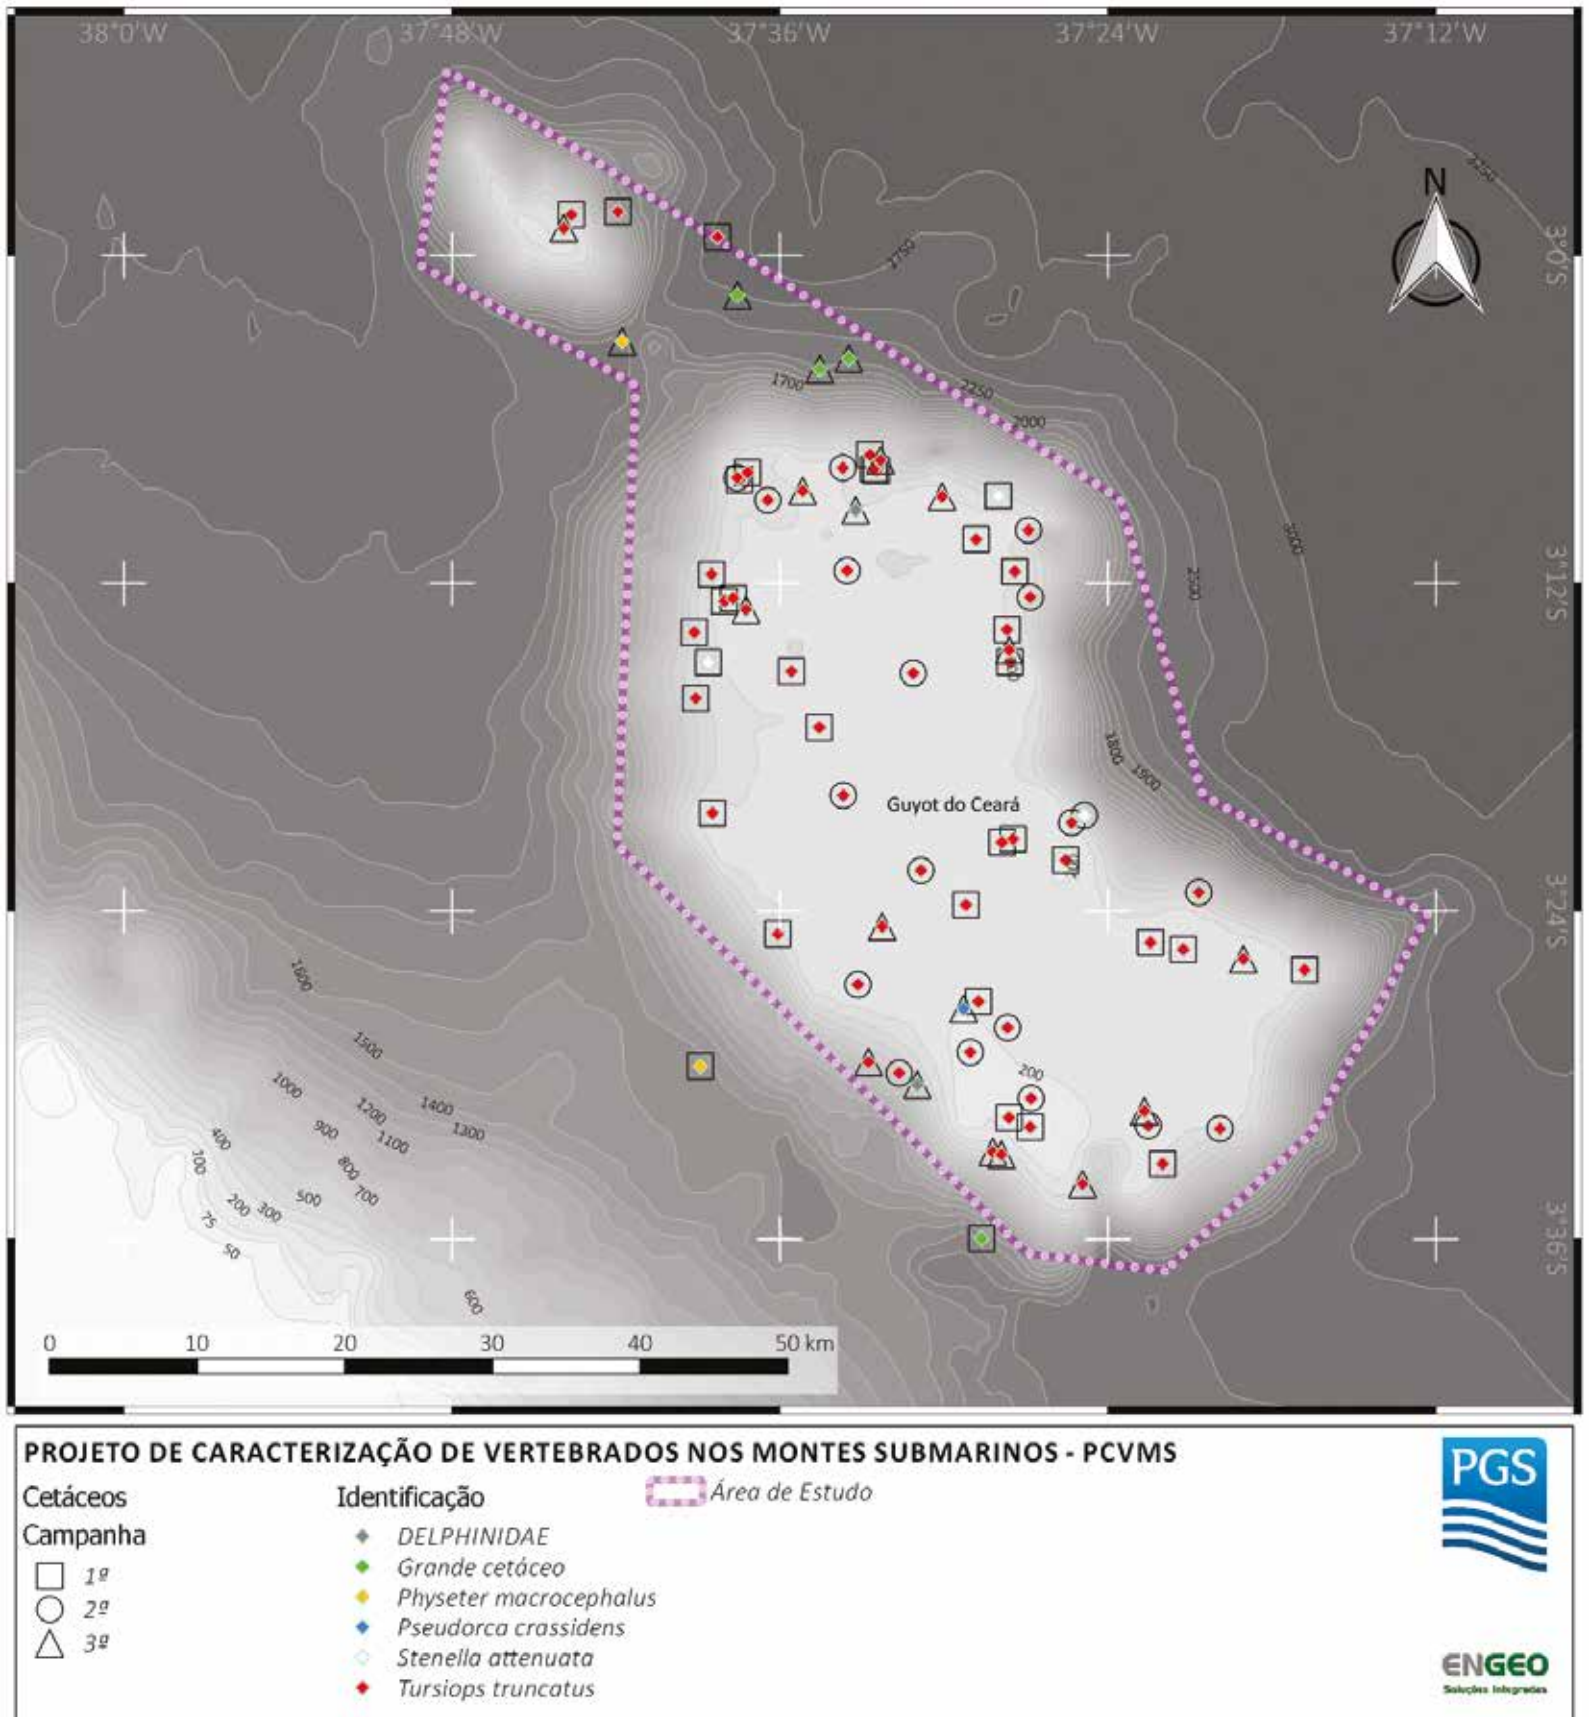 38°0'W 37°48'W 37°36'W 37°24'W 37°12'W
2250
N
3°0'S
2750
1700
2250
2000
3000
2500
3°12'S
1800
1900
Guyot do Ceará
3°24'S
1600
1500
200
1000
1200
1400
900
1100
1300
400
100
800
700
200
300
500
75
50
3°36'S
600
0 10 20 30 40 50 km
PROJETO DE CARACTERIZAÇÃO DE VERTEBRADOS NOS MONTES SUBMARINOS - PCVMS
Cetáceos
Campanha
1ª
2ª
3ª
Identificação
DELPHINIDAE
Grande cetáceo
Physeter macrocephalus
Pseudorca crassidens
Stenella attenuata
Tursiops truncatus
Área de Estudo
PGS
ENGEO
Soluções Integradas